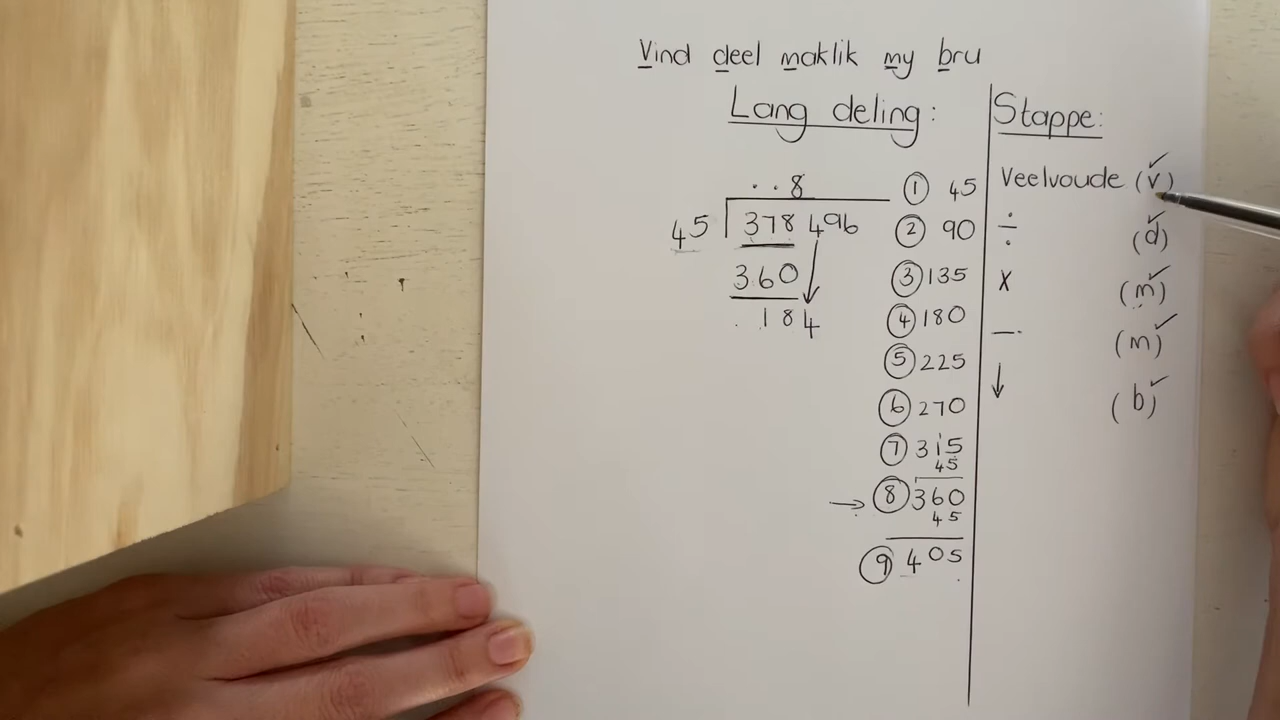 Vind deel maklik my bru
Lang deling:
. . 8
45 378 496
360
184
① 45
② 90
③ 135
④ 180
⑤ 225
⑥ 270
⑦ 315
45
→ ⑧ 360
45
⑨ 405
Stappe:
Veelvoude (v) ✓
÷ (d) ✓
x (m) ✓
— (m) ✓
↓ (b) ✓